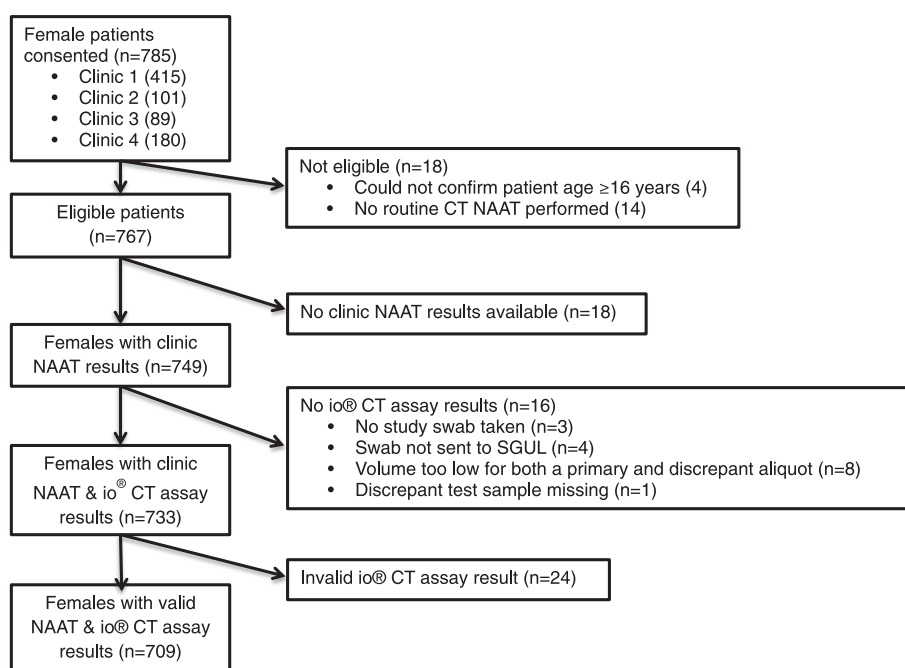 Female patients
consented (n=785)
• Clinic 1 (415)
• Clinic 2 (101)
• Clinic 3 (89)
• Clinic 4 (180)
Not eligible (n=18)
• Could not confirm patient age ≥16 years (4)
• No routine CT NAAT performed (14)
Eligible patients
(n=767)
No clinic NAAT results available (n=18)
Females with clinic
NAAT results (n=749)
No io® CT assay results (n=16)
• No study swab taken (n=3)
• Swab not sent to SGUL (n=4)
• Volume too low for both a primary and discrepant aliquot (n=8)
• Discrepant test sample missing (n=1)
Females with clinic
NAAT & io® CT assay
results (n=733)
Invalid io® CT assay result (n=24)
Females with valid
NAAT & io® CT assay
results (n=709)